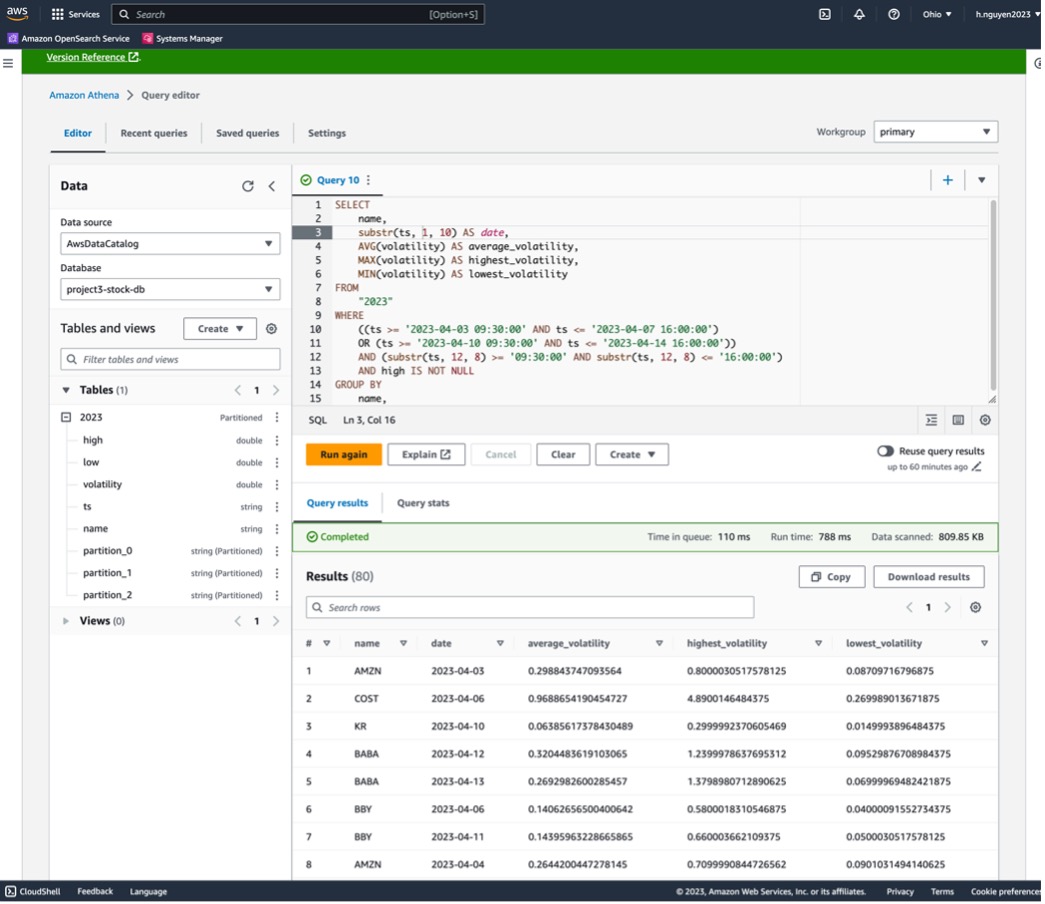 aws Services Search [Option+S] Ohio h.nguyen2023
Amazon OpenSearch Service Systems Manager
Version Reference
Amazon Athena > Query editor
Editor Recent queries Saved queries Settings Workgroup primary
Data
Data source
AwsDataCatalog
Database
project3-stock-db
Tables and views Create
Filter tables and views
Tables (1) < 1 >
2023 Partitioned
high double
low double
volatility double
ts string
name string
partition_0 string (Partitioned)
partition_1 string (Partitioned)
partition_2 string (Partitioned)
Views (0) < 1 >
Query 10
1 SELECT
2 name,
3 substr(ts, 1, 10) AS date,
4 AVG(volatility) AS average_volatility,
5 MAX(volatility) AS highest_volatility,
6 MIN(volatility) AS lowest_volatility
7 FROM
8 "2023"
9 WHERE
10 ((ts >= '2023-04-03 09:30:00' AND ts <= '2023-04-07 16:00:00')
11 OR (ts >= '2023-04-10 09:30:00' AND ts <= '2023-04-14 16:00:00'))
12 AND (substr(ts, 12, 8) >= '09:30:00' AND substr(ts, 12, 8) <= '16:00:00')
13 AND high IS NOT NULL
14 GROUP BY
15 name,
SQL Ln 3, Col 16
Run again Explain Cancel Clear Create
Reuse query results
up to 60 minutes ago
Query results Query stats
Completed Time in queue: 110 ms Run time: 788 ms Data scanned: 809.85 KB
Results (80) Copy Download results
Search rows < 1 >
# name date average_volatility highest_volatility lowest_volatility
1 AMZN 2023-04-03 0.298843747093564 0.8000030517578125 0.08709716796875
2 COST 2023-04-06 0.9688654190454727 4.8900146484375 0.269989013671875
3 KR 2023-04-10 0.06385617378430489 0.2999992370605469 0.0149993896484375
4 BABA 2023-04-12 0.3204483619103065 1.2399978637695312 0.09529876708984375
5 BABA 2023-04-13 0.2692982600285457 1.3798980712890625 0.06999969482421875
6 BBY 2023-04-06 0.14062656500400642 0.5800018310546875 0.04000091552734375
7 BBY 2023-04-11 0.14395963228665865 0.660003662109375 0.0500030517578125
8 AMZN 2023-04-04 0.2644200447278145 0.7099990844726562 0.0901031494140625
CloudShell Feedback Language © 2023, Amazon Web Services, Inc. or its affiliates. Privacy Terms Cookie preferences